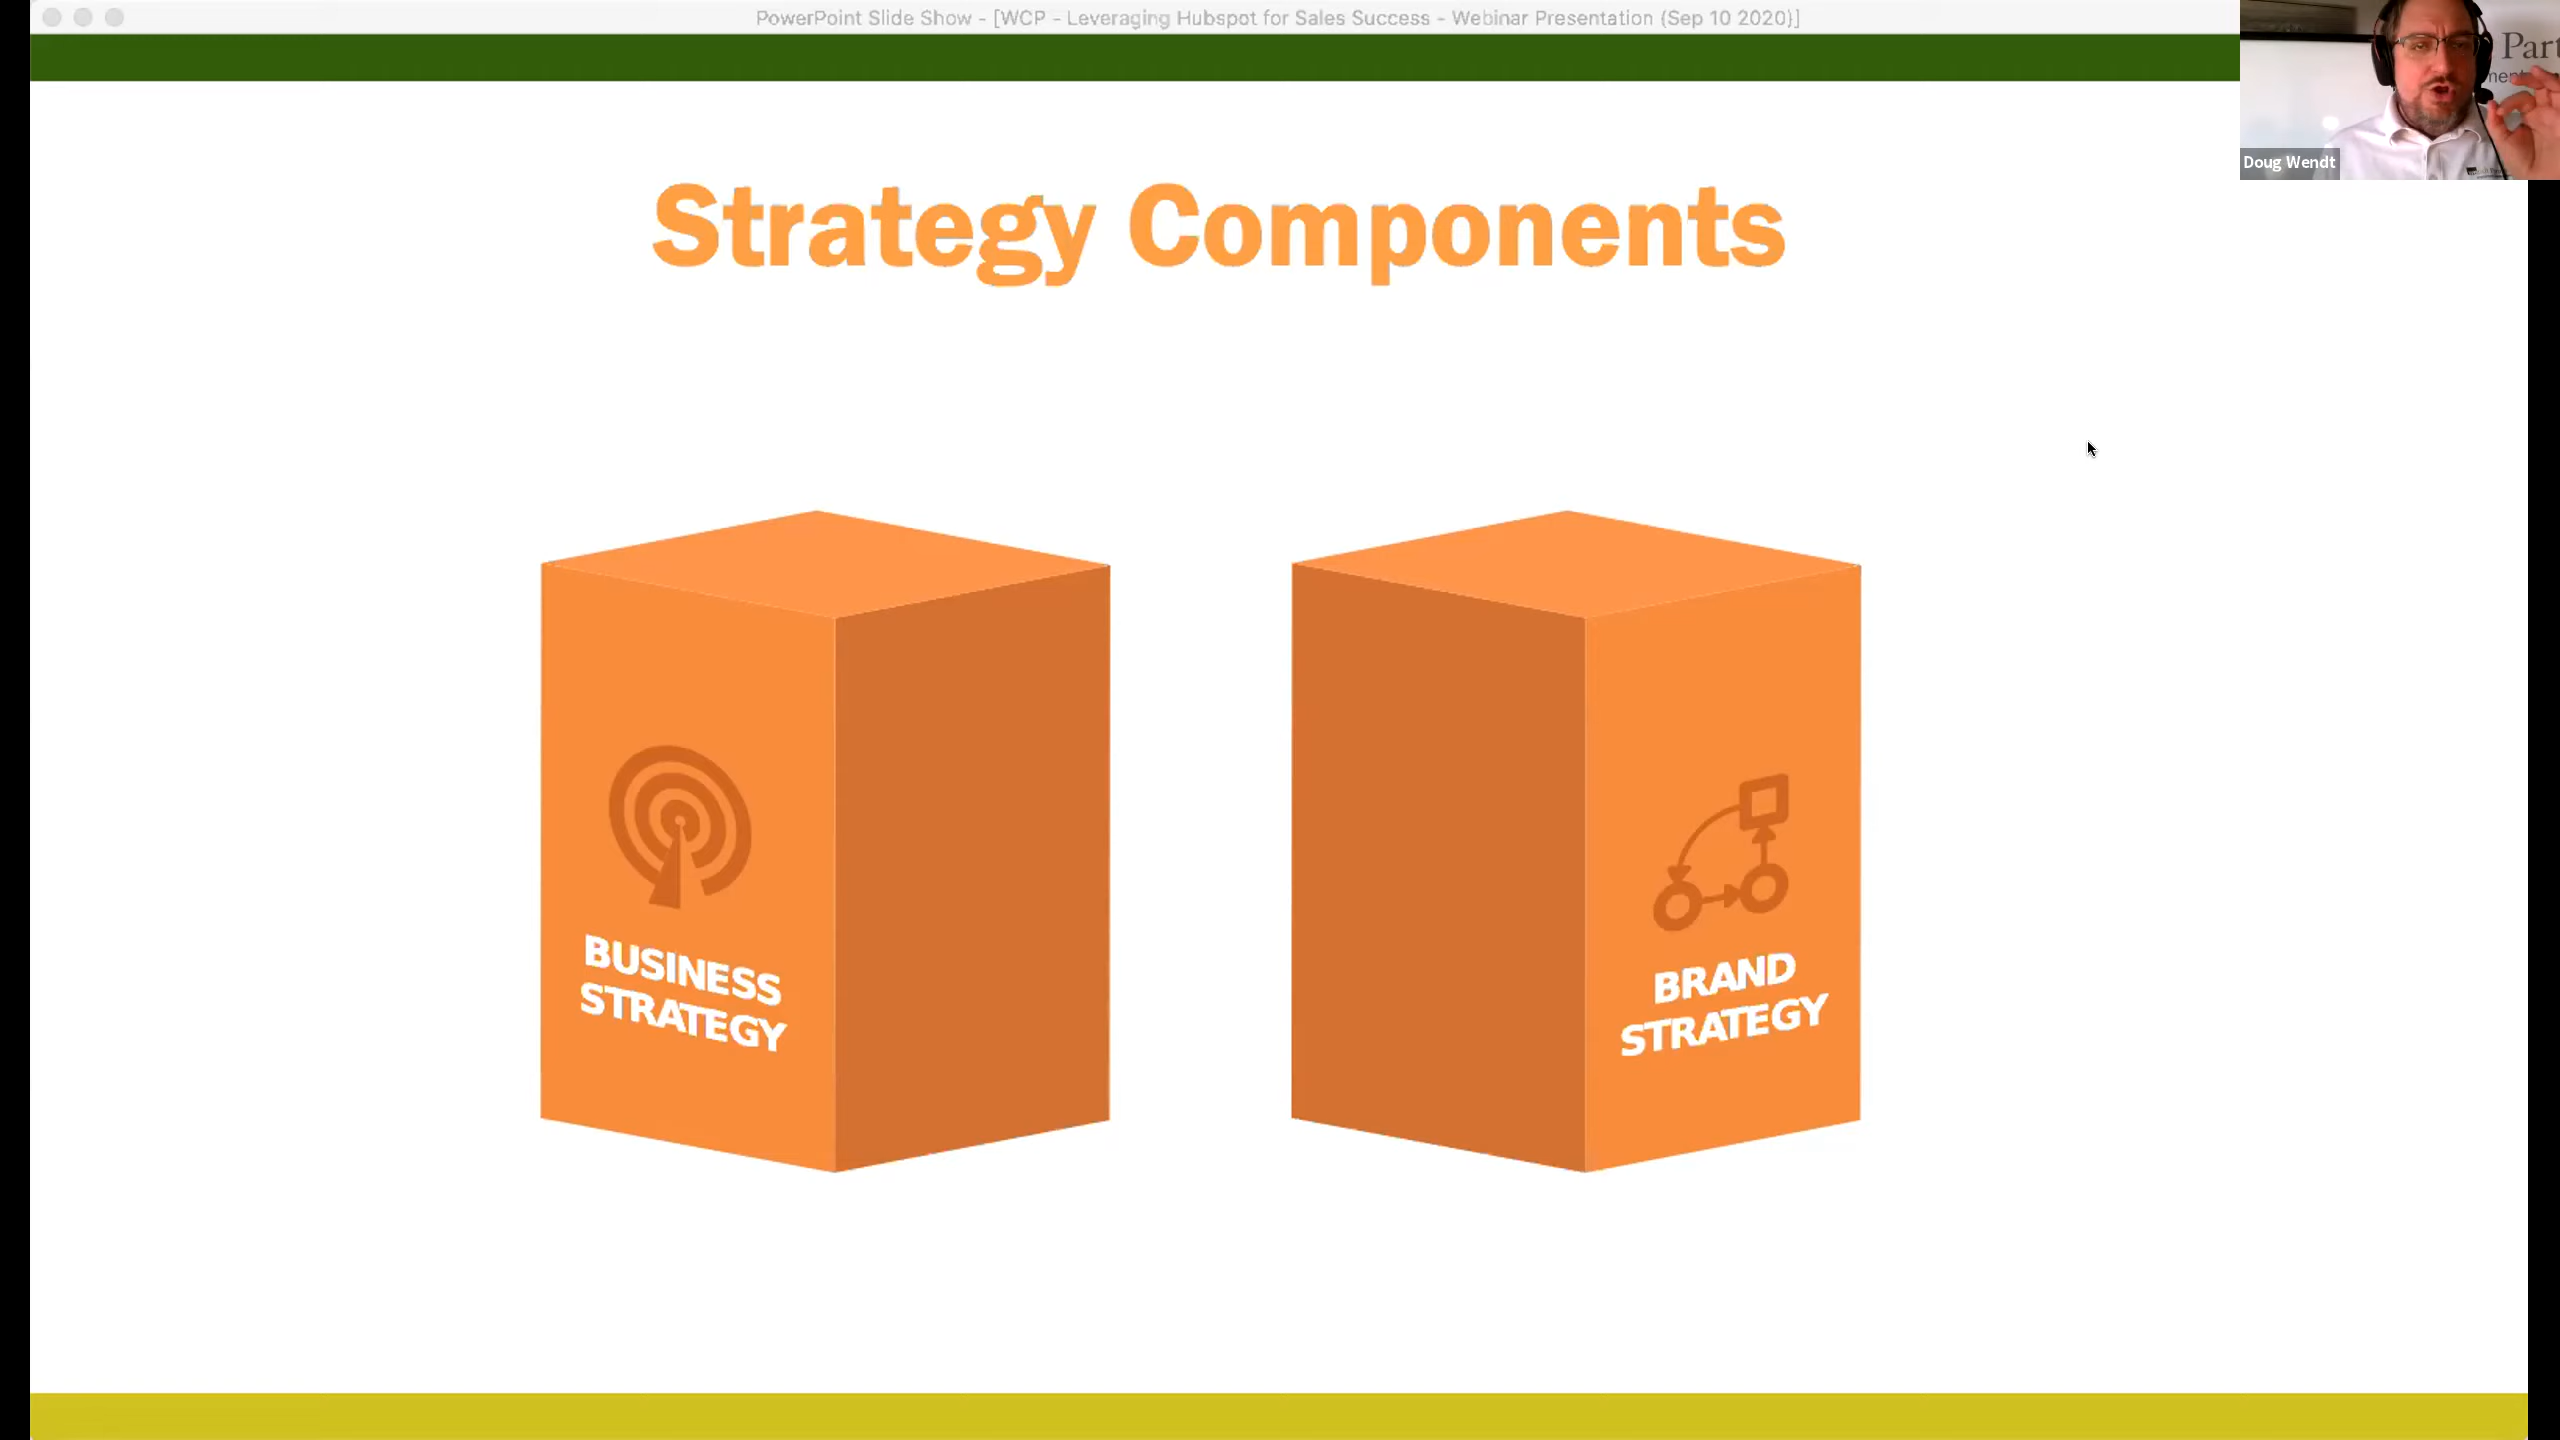 PowerPoint Slide Show - [WCP - Leveraging Hubspot for Sales Success - Webinar Presentation (Sep 10 2020)]
Part
Doug Wendt
Strategy Components
BUSINESS
STRATEGY
BRAND
STRATEGY